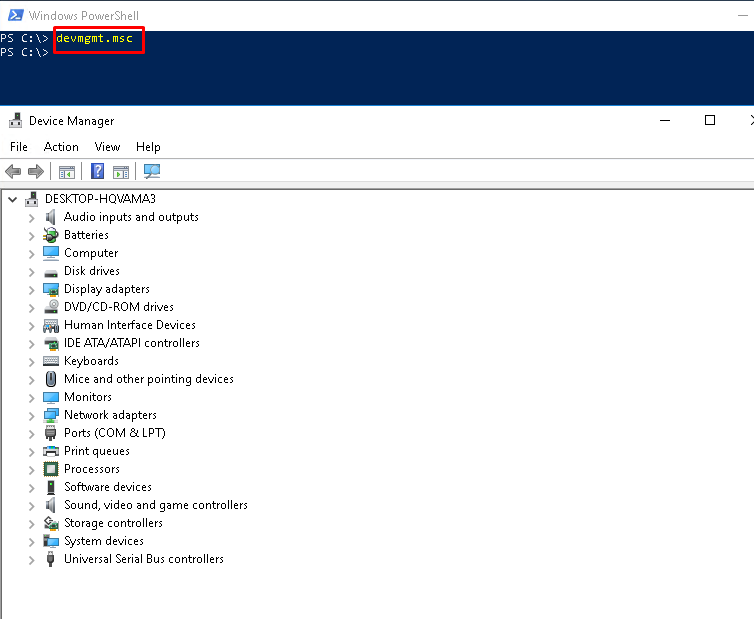 Windows PowerShell
PS C:\> devmgmt.msc
PS C:\>
Device Manager
File Action View Help
DESKTOP-HQVAMA3
Audio inputs and outputs
Batteries
Computer
Disk drives
Display adapters
DVD/CD-ROM drives
Human Interface Devices
IDE ATA/ATAPI controllers
Keyboards
Mice and other pointing devices
Monitors
Network adapters
Ports (COM & LPT)
Print queues
Processors
Software devices
Sound, video and game controllers
Storage controllers
System devices
Universal Serial Bus controllers